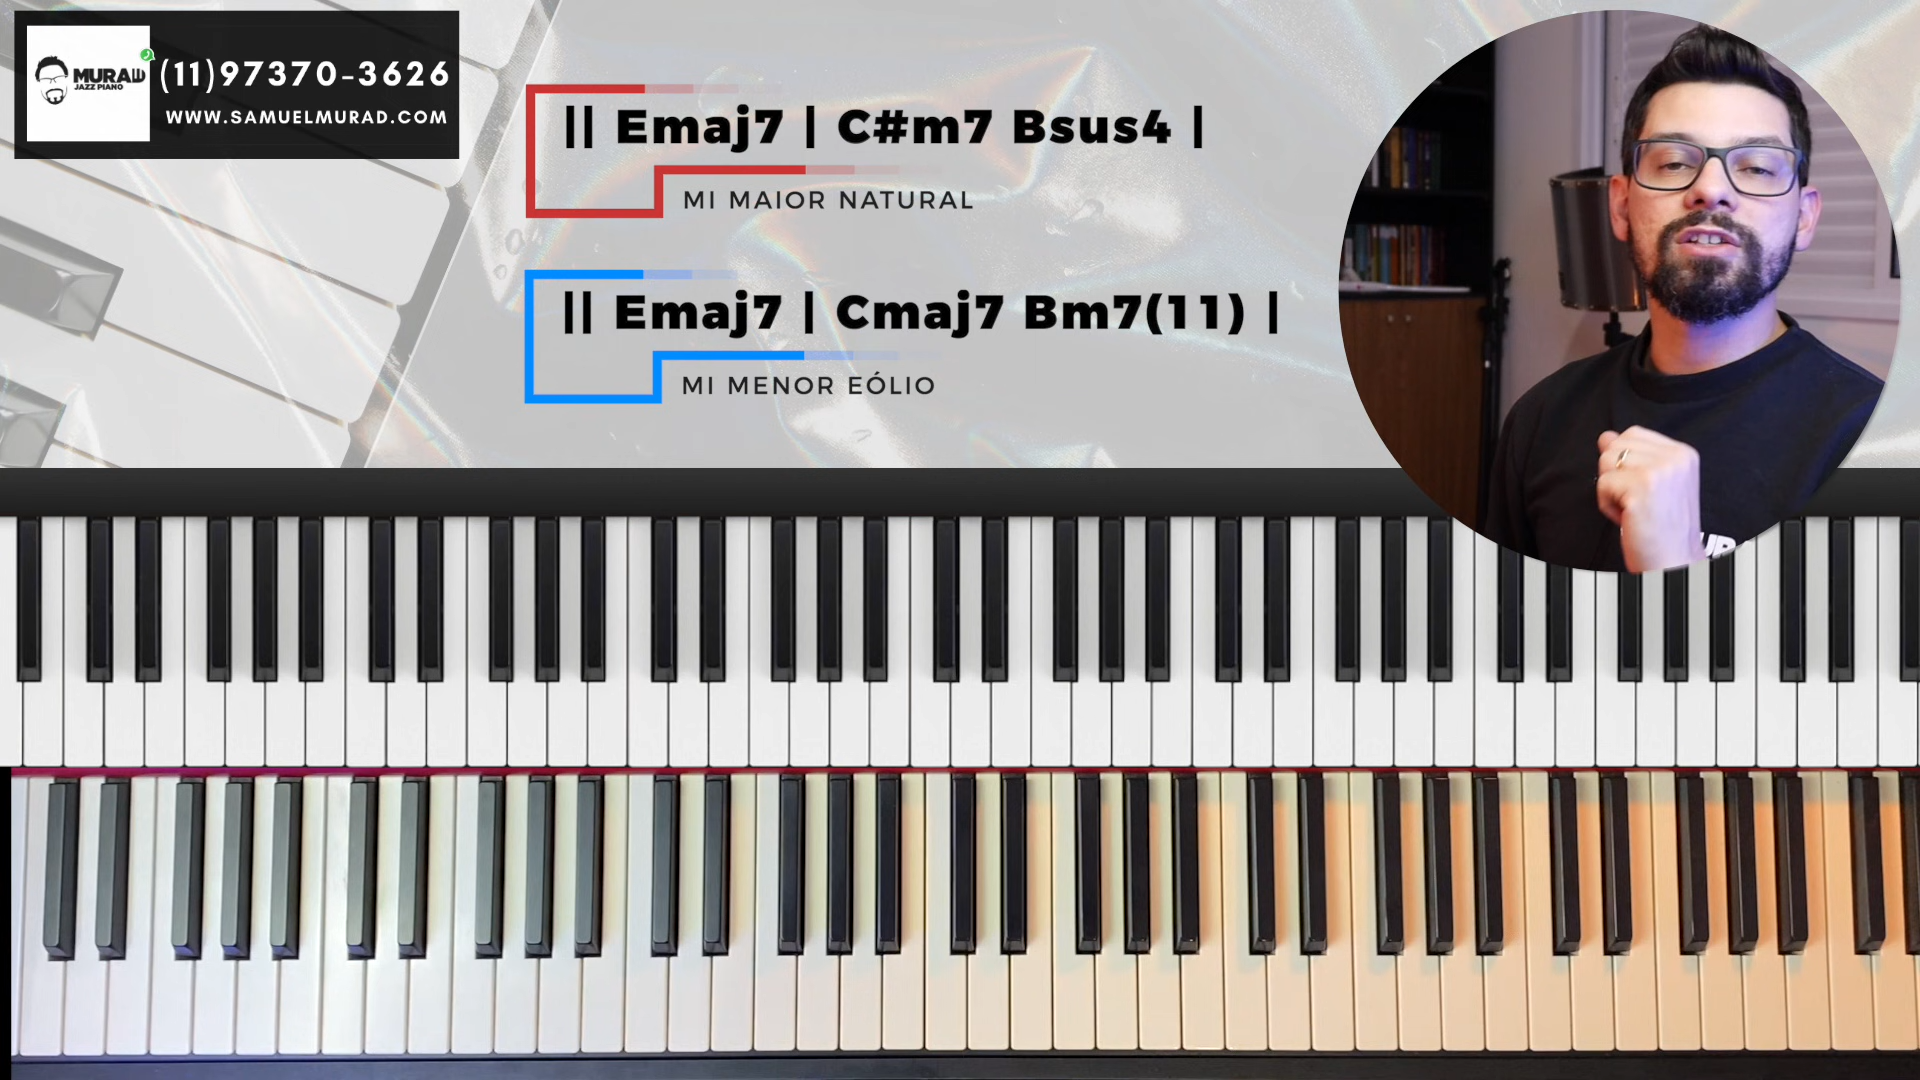 MURAD
JAZZ PIANO
(11)97370-3626
WWW.SAMUELMURAD.COM
|| Emaj7 | C#m7 Bsus4 |
MI MAIOR NATURAL
|| Emaj7 | Cmaj7 Bm7(11) |
MI MENOR EÓLIO